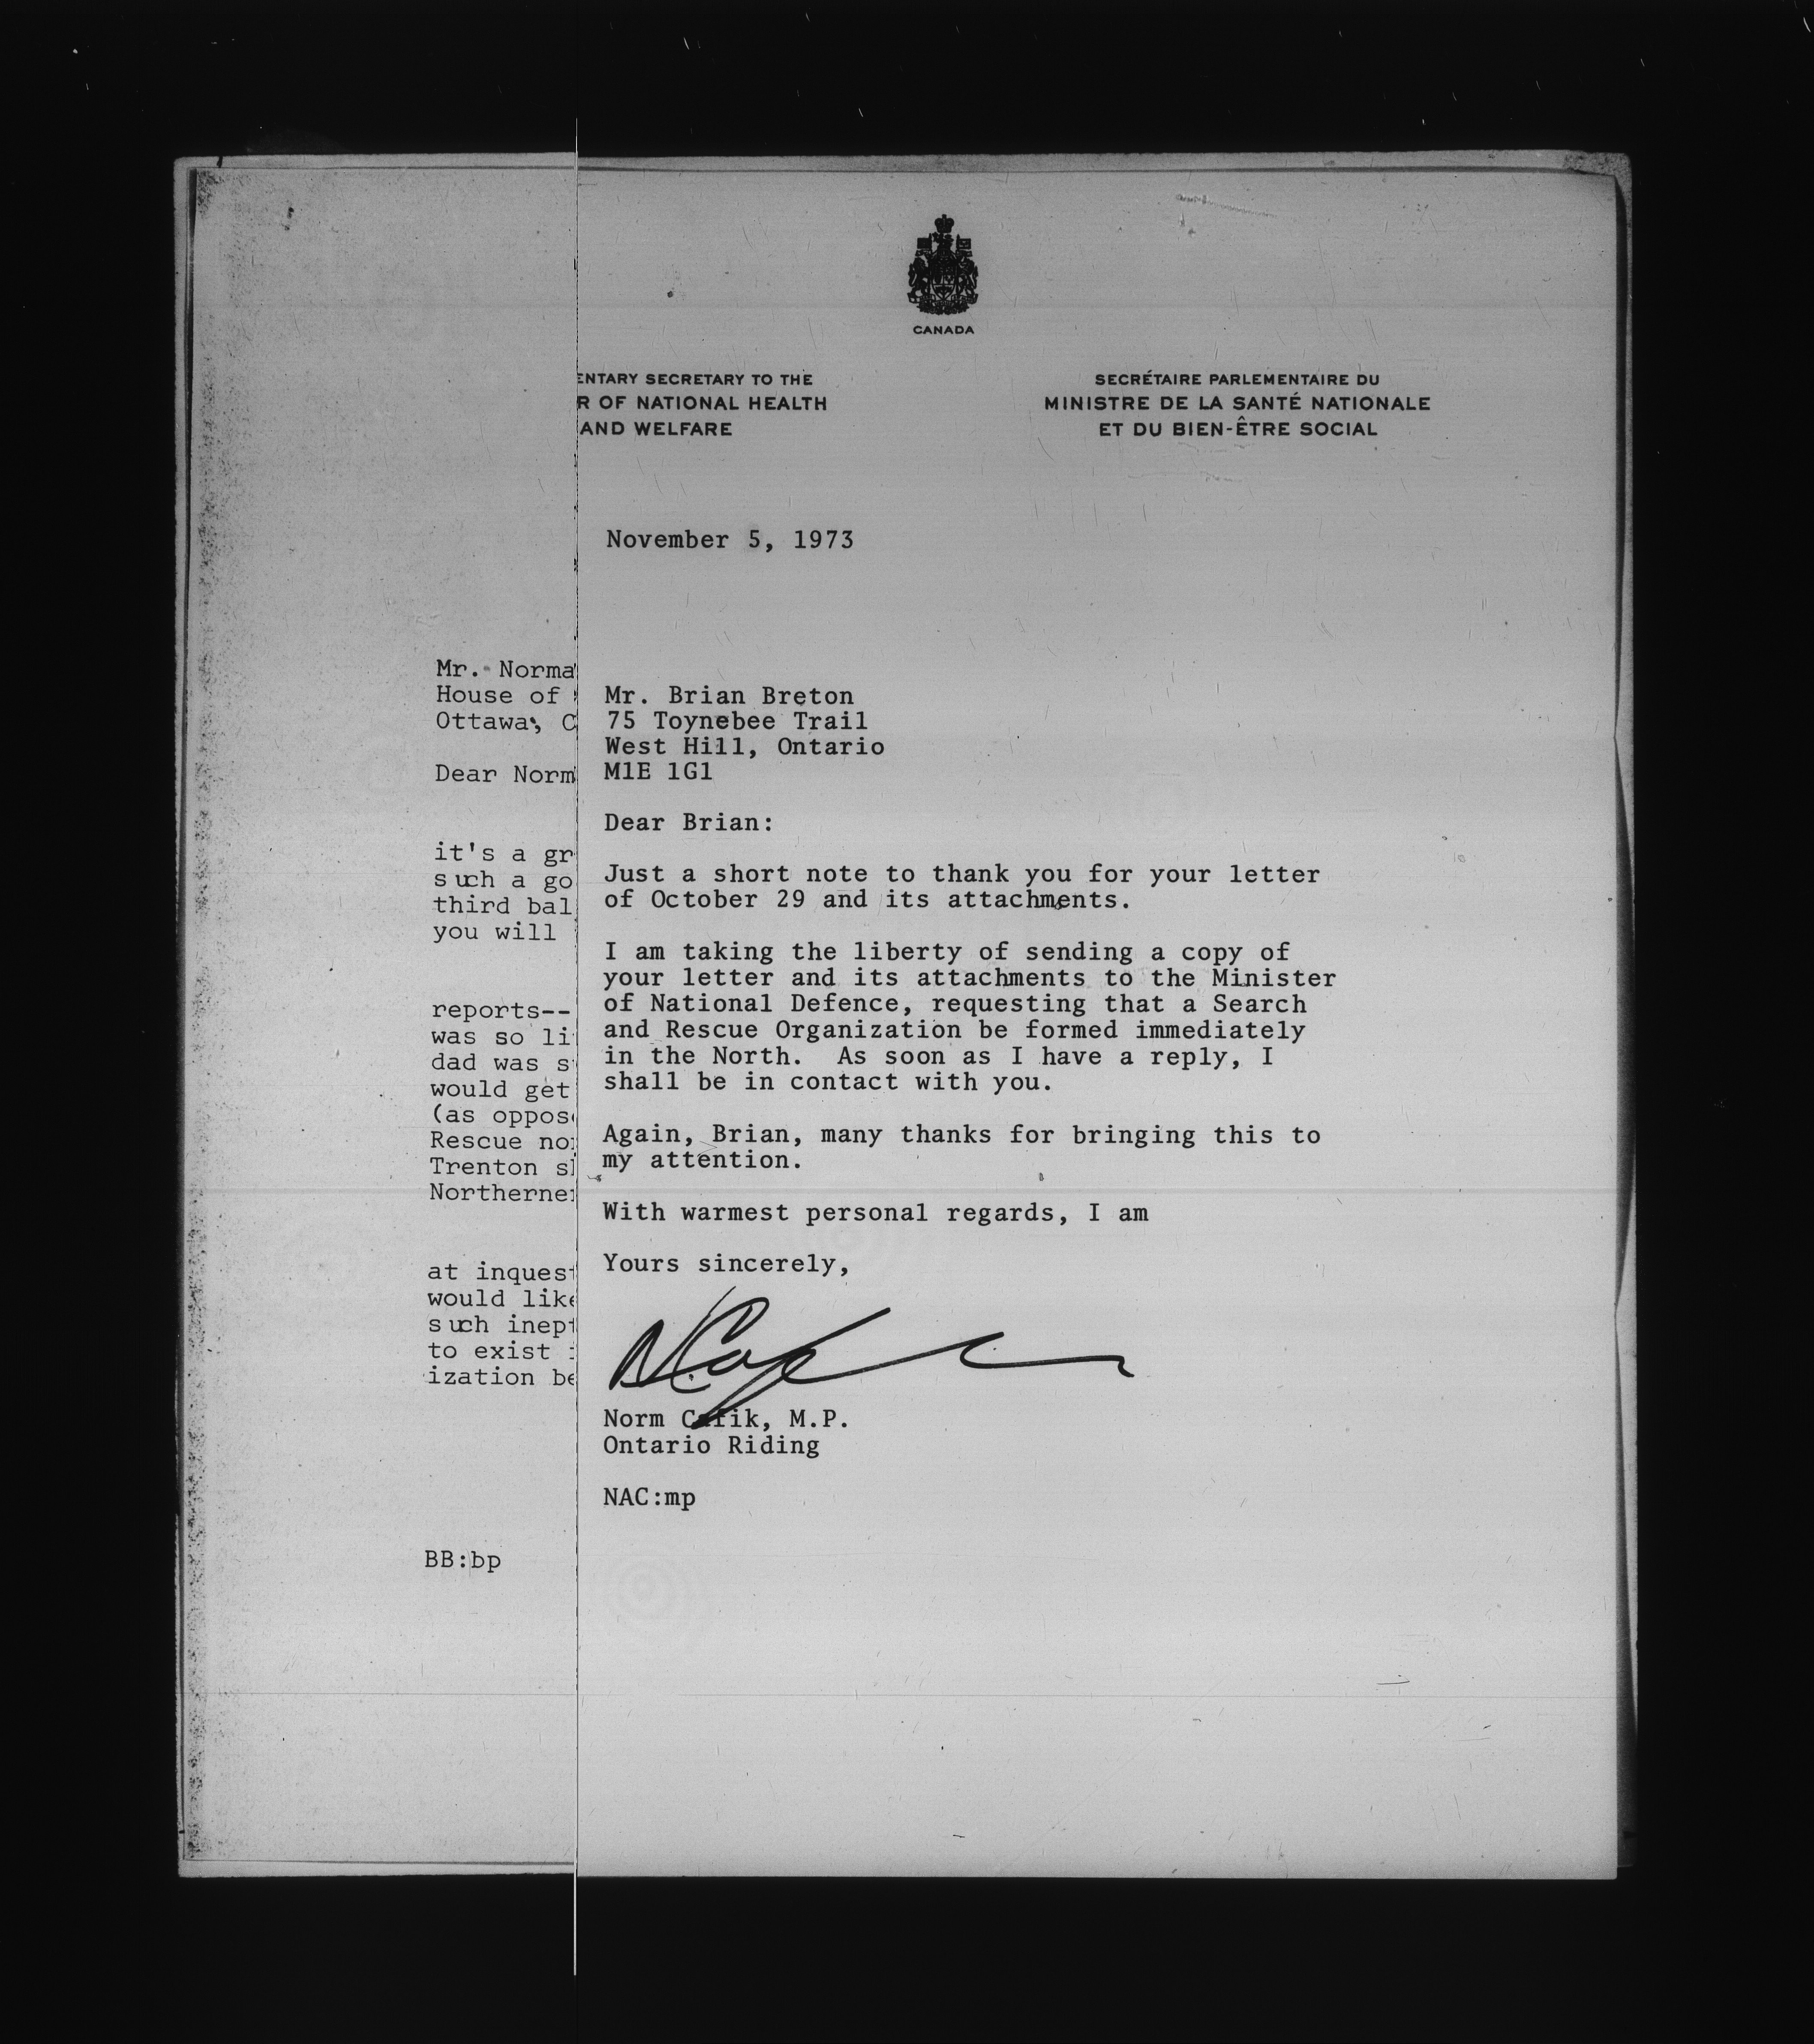 CANADA
ENTARY SECRETARY TO THE
R OF NATIONAL HEALTH
AND WELFARE
SECRÉTAIRE PARLEMENTAIRE DU
MINISTRE DE LA SANTÉ NATIONALE
ET DU BIEN-ÊTRE SOCIAL
November 5, 1973
Mr. Brian Breton
75 Toynebee Trail
West Hill, Ontario
M1E 1G1
Dear Brian:
Just a short note to thank you for your letter
of October 29 and its attachments.
I am taking the liberty of sending a copy of
your letter and its attachments to the Minister
of National Defence, requesting that a Search
and Rescue Organization be formed immediately
in the North. As soon as I have a reply, I
shall be in contact with you.
Again, Brian, many thanks for bringing this to
my attention.
With warmest personal regards, I am
Yours sincerely,
Norm Cafik, M.P.
Ontario Riding
NAC:mp
Mr. Norma
House of
Ottawa, C
Dear Norm
it's a gr
such a go
third bal
you will
reports--
was so li
dad was s
would get
(as oppos
Rescue no
Trenton sl
Northerne
at inques
would like
such inept
to exist
ization be
BB:bp